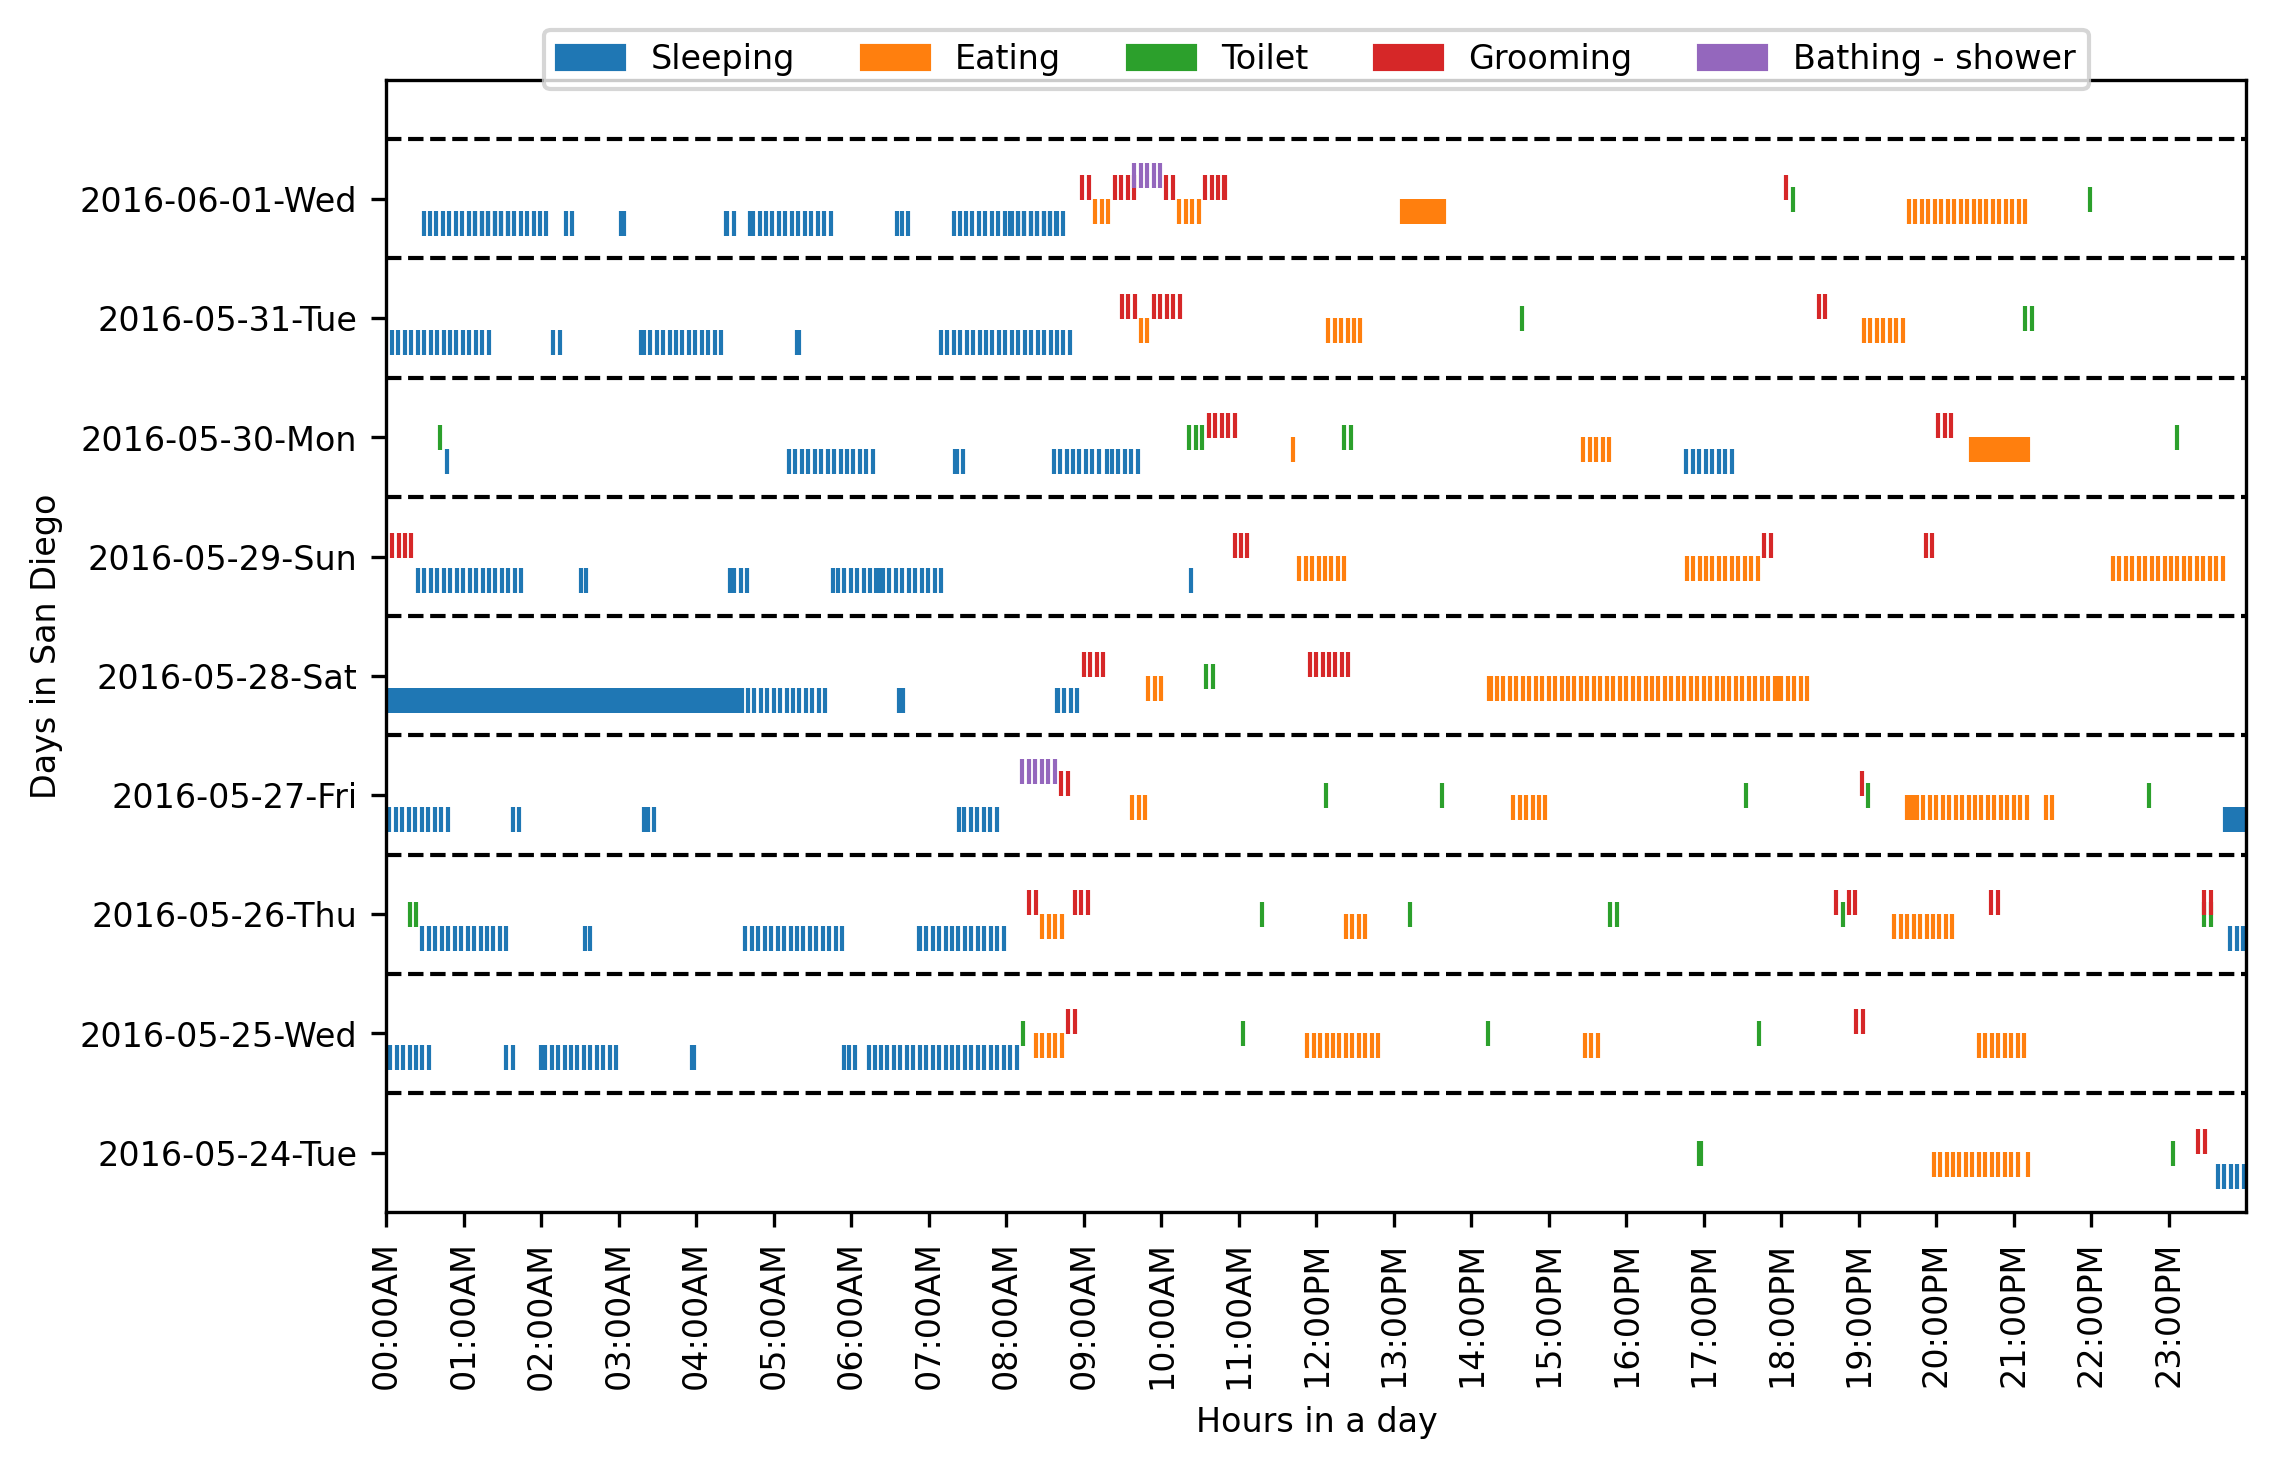 Sleeping Eating Toilet Grooming Bathing - shower
2016-06-01-Wed
2016-05-31-Tue
2016-05-30-Mon
2016-05-29-Sun
2016-05-28-Sat
2016-05-27-Fri
2016-05-26-Thu
2016-05-25-Wed
2016-05-24-Tue
Days in San Diego
00:00AM
01:00AM
02:00AM
03:00AM
04:00AM
05:00AM
06:00AM
07:00AM
08:00AM
09:00AM
10:00AM
11:00AM
12:00PM
13:00PM
14:00PM
15:00PM
16:00PM
17:00PM
18:00PM
19:00PM
20:00PM
21:00PM
22:00PM
23:00PM
Hours in a day